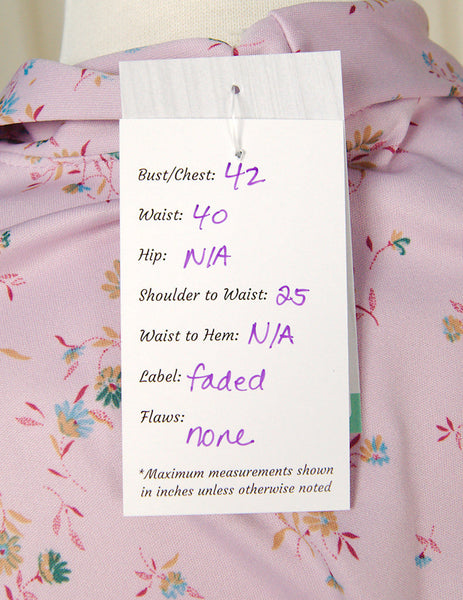 Bust/Chest: 42
Waist: 40
Hip: N/A
Shoulder to Waist: 25
Waist to Hem: N/A
Label: faded
Flaws:
none
*Maximum measurements shown
in inches unless otherwise noted